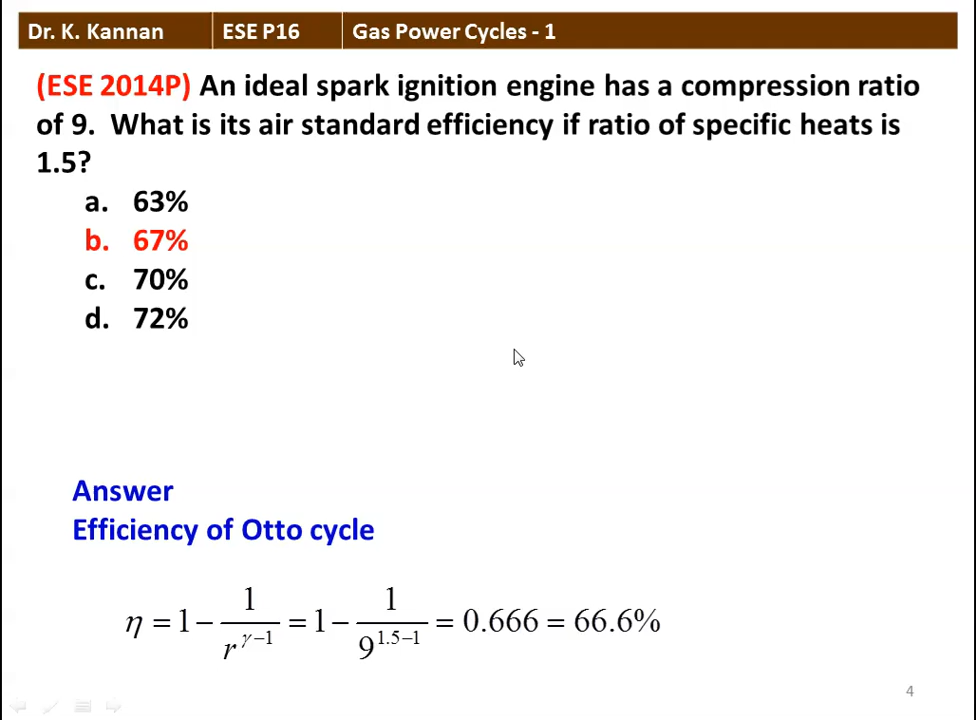 Dr. K. Kannan ESE P16 Gas Power Cycles - 1
(ESE 2014P) An ideal spark ignition engine has a compression ratio
of 9. What is its air standard efficiency if ratio of specific heats is
1.5?
a. 63%
b. 67%
c. 70%
d. 72%
Answer
Efficiency of Otto cycle
η = 1 − 1/r^(γ−1) = 1 − 1/9^(1.5−1) = 0.666 = 66.6%
4